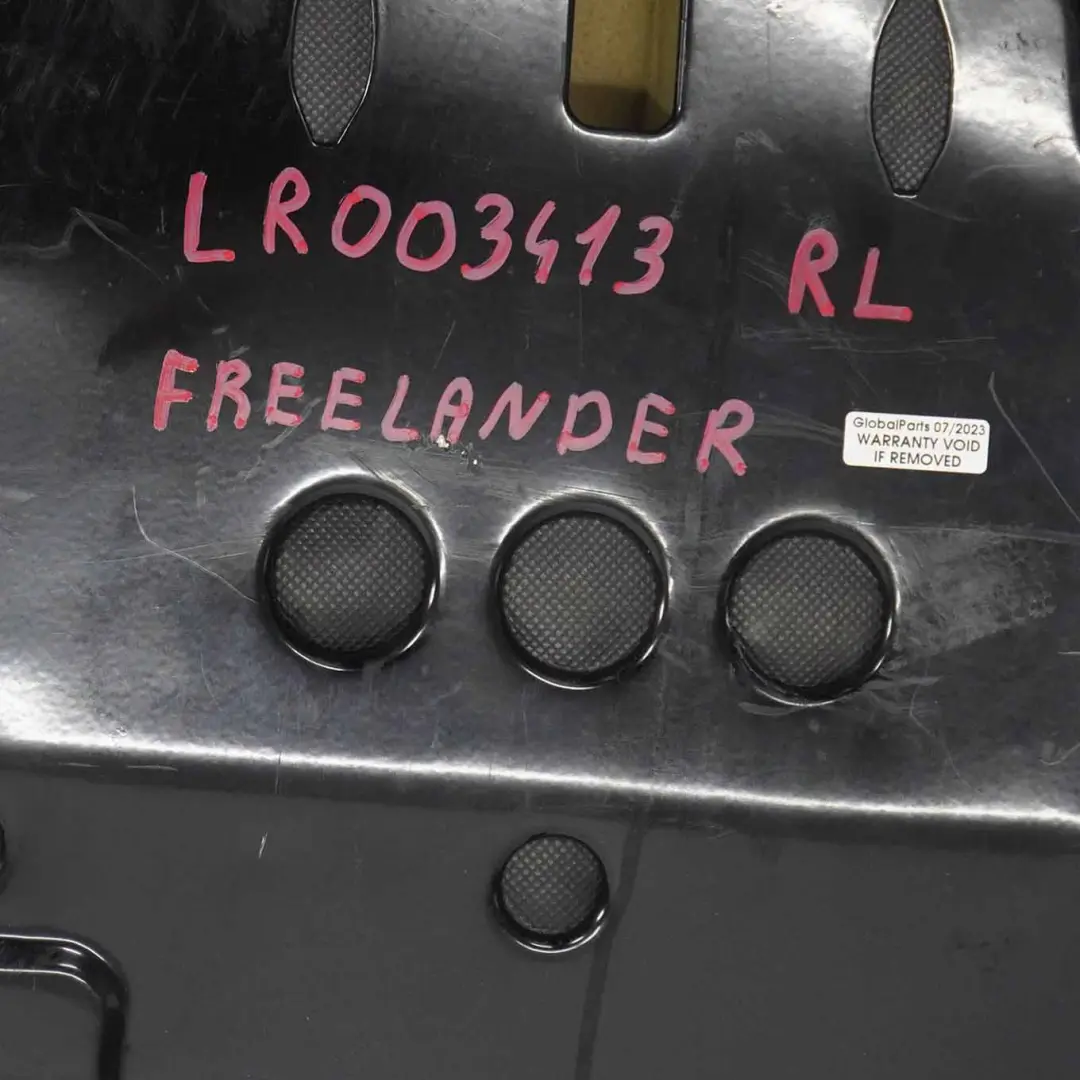 LR003413 RL
FREELANDER
GlobalParts 07/2023
WARRANTY VOID
IF REMOVED